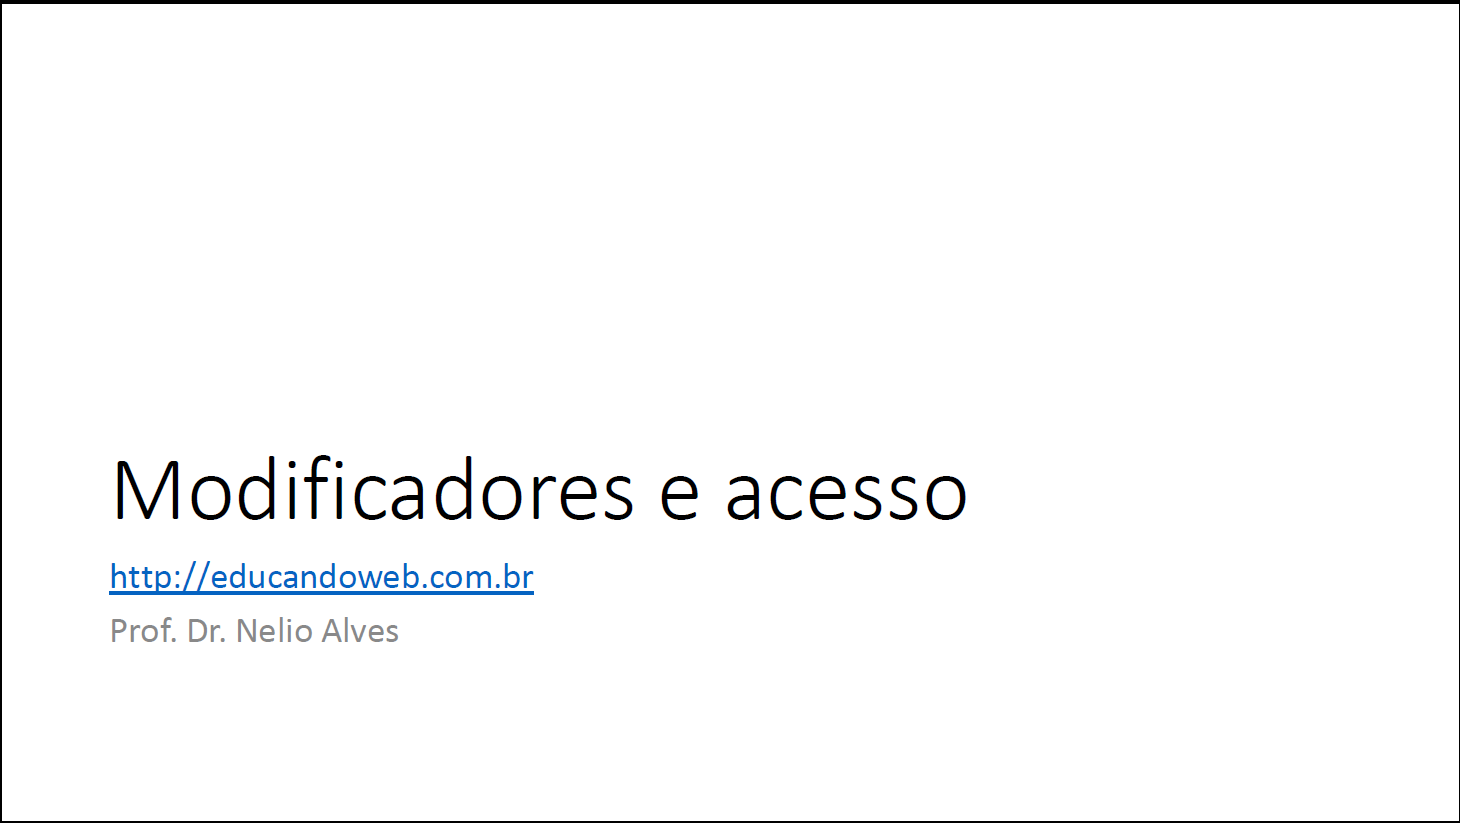 Modificadores e acesso
http://educandoweb.com.br
Prof. Dr. Nelio Alves